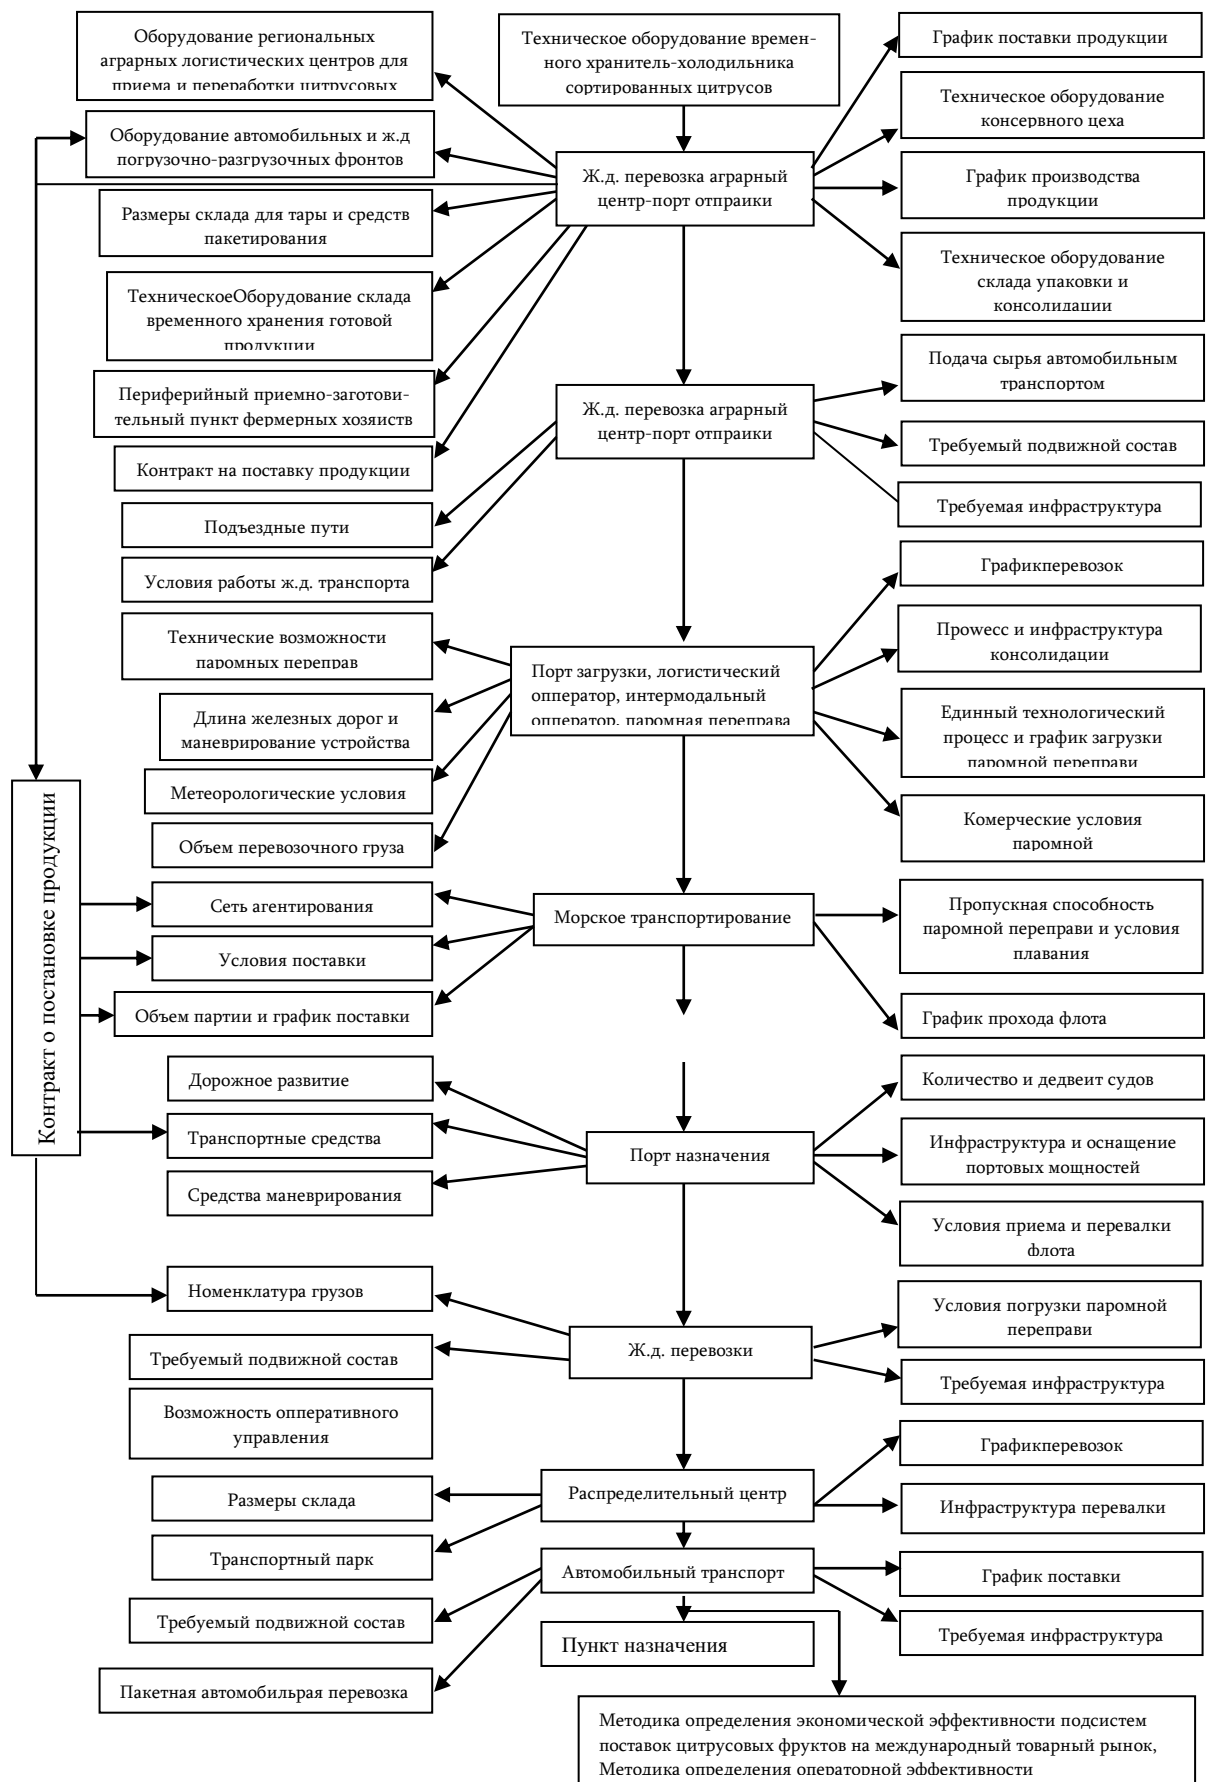 Оборудование региональных
аграрных логистических центров для
приема и переработки цитрусовых
Техническое оборудование времен-
ного хранитель-холодильника
сортированных цитрусов
График поставки продукции
Техническое оборудование
консервного цеха
Оборудование автомобильных и ж.д
погрузочно-разгрузочных фронтов
Ж.д. перевозка аграрный
центр-порт отпраики
График производства
продукции
Размеры склада для тары и средств
пакетирования
Техническое оборудование
склада упаковки и
консолидации
ТехническоеОборудование склада
временного хранения готовой
продукции
Подача сырья автомобильным
транспортом
Периферийный приемно-заготови-
тельный пункт фермерных хозяиств
Ж.д. перевозка аграрный
центр-порт отпраики
Требуемый подвижной состав
Контракт на поставку продукции
Требуемая инфраструктура
Подъездные пути
Условия работы ж.д. транспорта
Графикперевозок
Технические возможности
паромных переправ
Проwесс и инфраструктура
консолидации
Порт загрузки, логистический
опператор, интермодальный
опператор, паромная переправа
Длина железных дорог и
маневрирование устройства
Единный технологический
процесс и график загрузки
паромной переправи
Метеорологические условия
Комерческие условия
паромной
Объем перевозочного груза
Контракт о постановке продукции
Сеть агентирования
Морское транспортирование
Пропускная способность
паромной переправи и условия
плавания
Условия поставки
Объем партии и график поставки
График прохода флота
Дорожное развитие
Количество и дедвеит судов
Транспортные средства
Порт назначения
Инфраструктура и оснащение
портовых мощностей
Средства маневрирования
Условия приема и перевалки
флота
Номенклатура грузов
Условия погрузки паромной
переправи
Ж.д. перевозки
Требуемый подвижной состав
Требуемая инфраструктура
Возможность опперативного
управления
Графикперевозок
Размеры склада
Распределительный центр
Инфраструктура перевалки
Транспортный парк
Автомобильный транспорт
График поставки
Требуемый подвижной состав
Требуемая инфраструктура
Пункт назначения
Пакетная автомобильрая перевозка
Методика определения экономической эффективности подсистем
поставок цитрусовых фруктов на международный товарный рынок,
Методика определения операторной эффективности